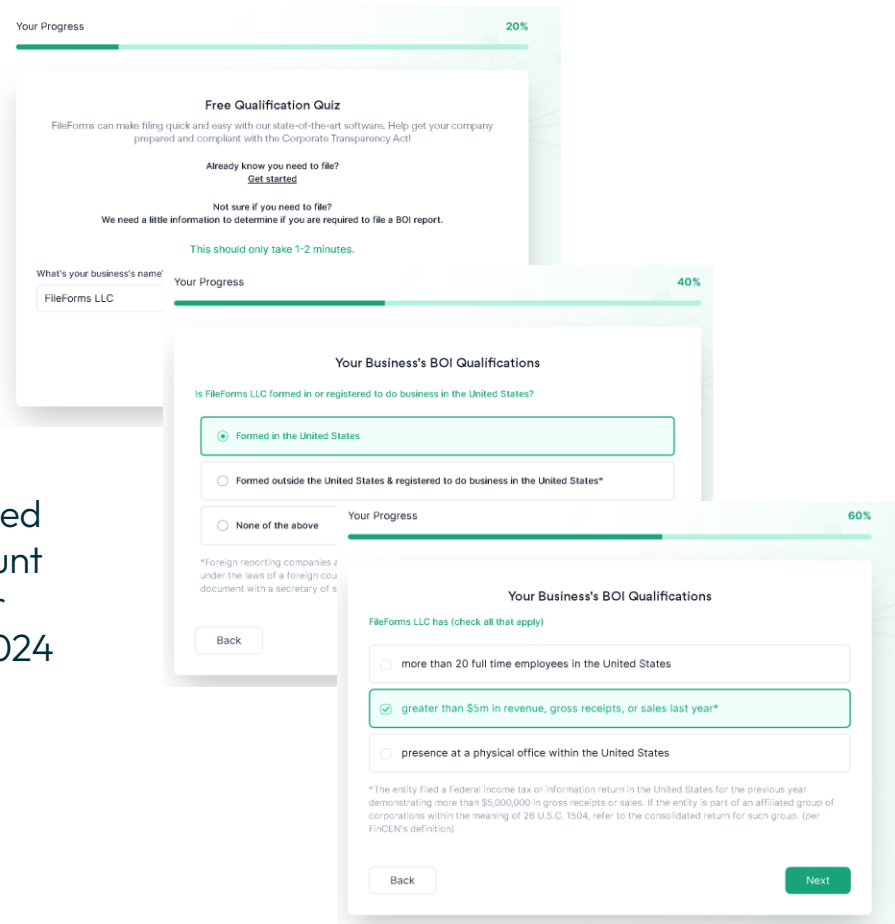 Your Progress
20%
Free Qualification Quiz
FileForms can make filing quick and easy with our state-of-the-art software. Help get your company
prepared and compliant with the Corporate Transparency Act!
Already know you need to file?
Get started
Not sure if you need to file?
We need a little information to determine if you are required to file a BOI report.
This should only take 1-2 minutes.
What's your business's name
FileForms LLC
Your Progress
40%
Your Business's BOI Qualifications
Is FileForms LLC formed in or registered to do business in the United States?
Formed in the United States
Formed outside the United States & registered to do business in the United States*
None of the above
*Foreign reporting companies a
under the laws of a foreign cou
document with a secretary of s
Back
ed
unt
024
Your Progress
60%
Your Business's BOI Qualifications
FileForms LLC has (check all that apply)
more than 20 full time employees in the United States
greater than $5m in revenue, gross receipts, or sales last year*
presence at a physical office within the United States
*The entity filed a Federal income tax or information return in the United States for the previous year
demonstrating more than $5,000,000 in gross receipts or sales. If the entity is part of an affiliated group of
corporations within the meaning of 26 U.S.C. 1504, refer to the consolidated return for such group. (per
FinCEN's definition)
Back
Next